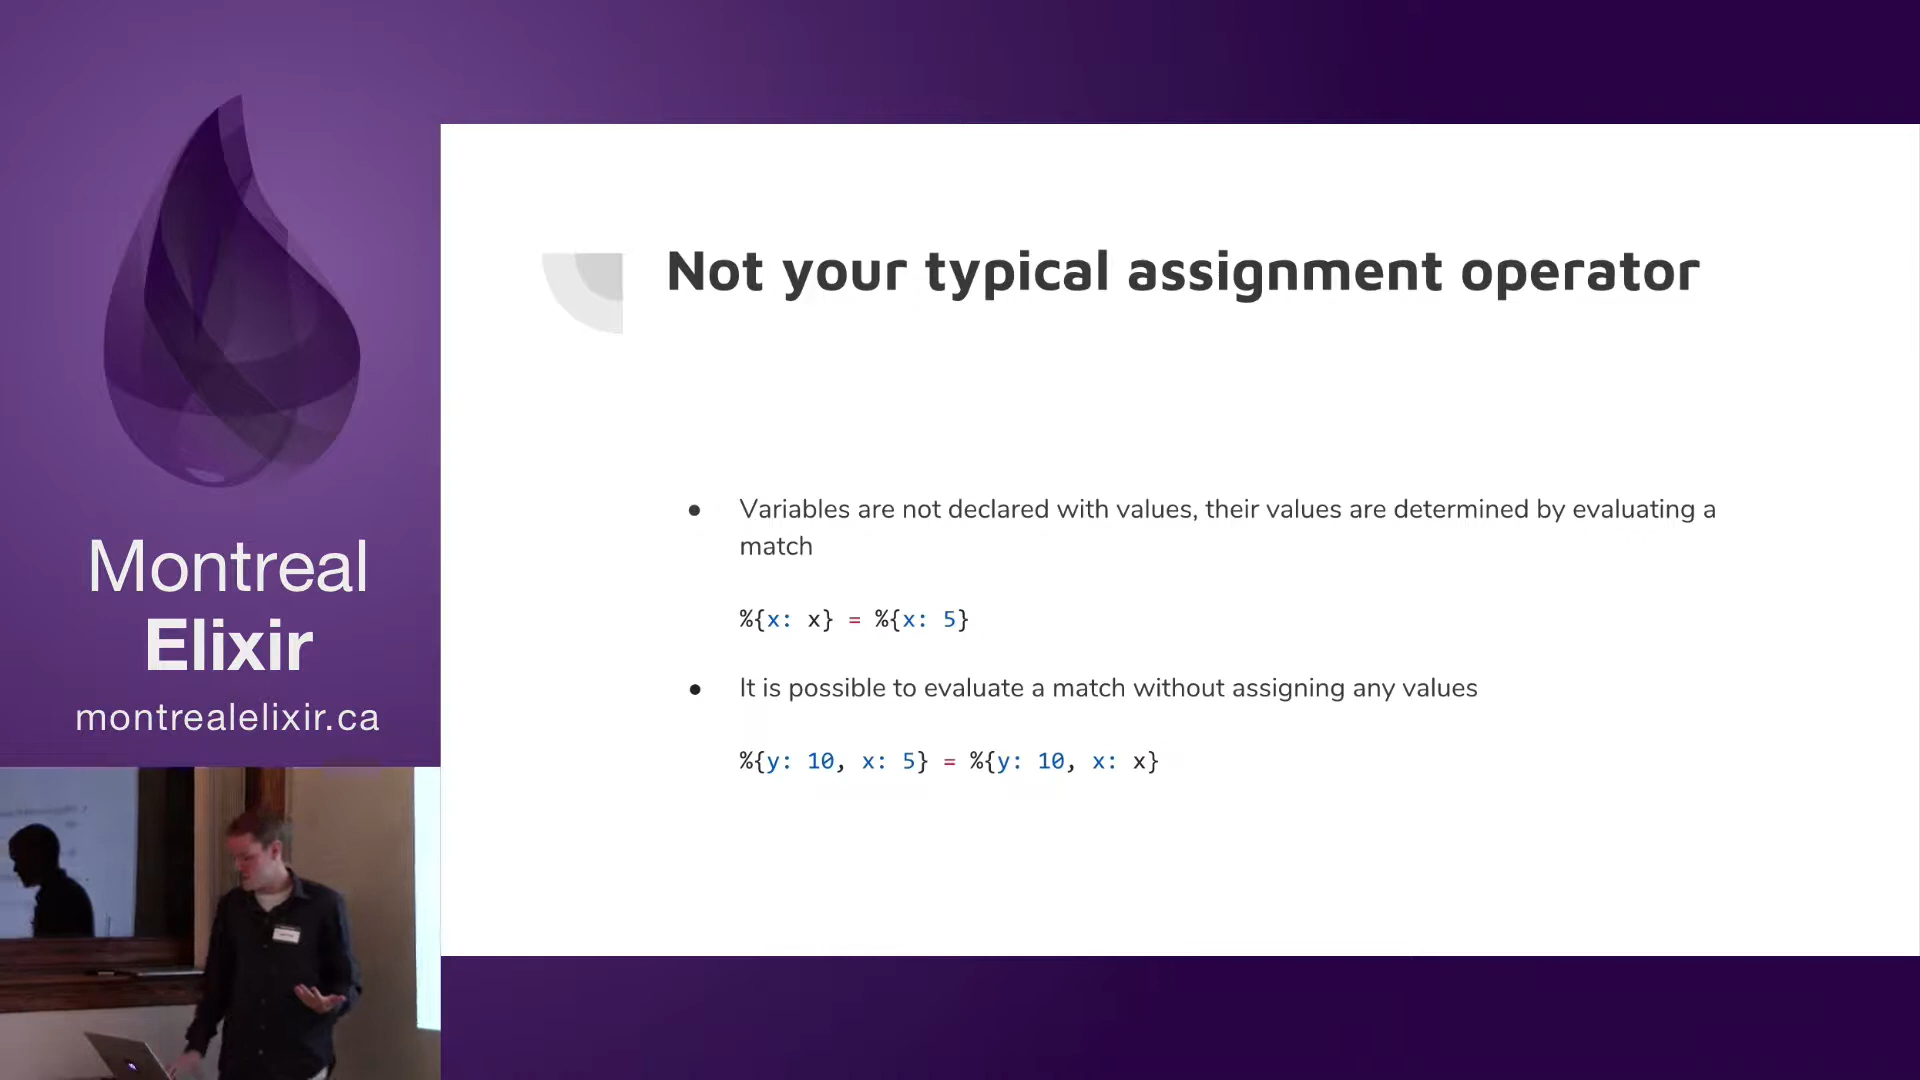 Montreal
Elixir
montrealelixir.ca
Not your typical assignment operator
● Variables are not declared with values, their values are determined by evaluating a
match
%{x: x} = %{x: 5}
● It is possible to evaluate a match without assigning any values
%{y: 10, x: 5} = %{y: 10, x: x}